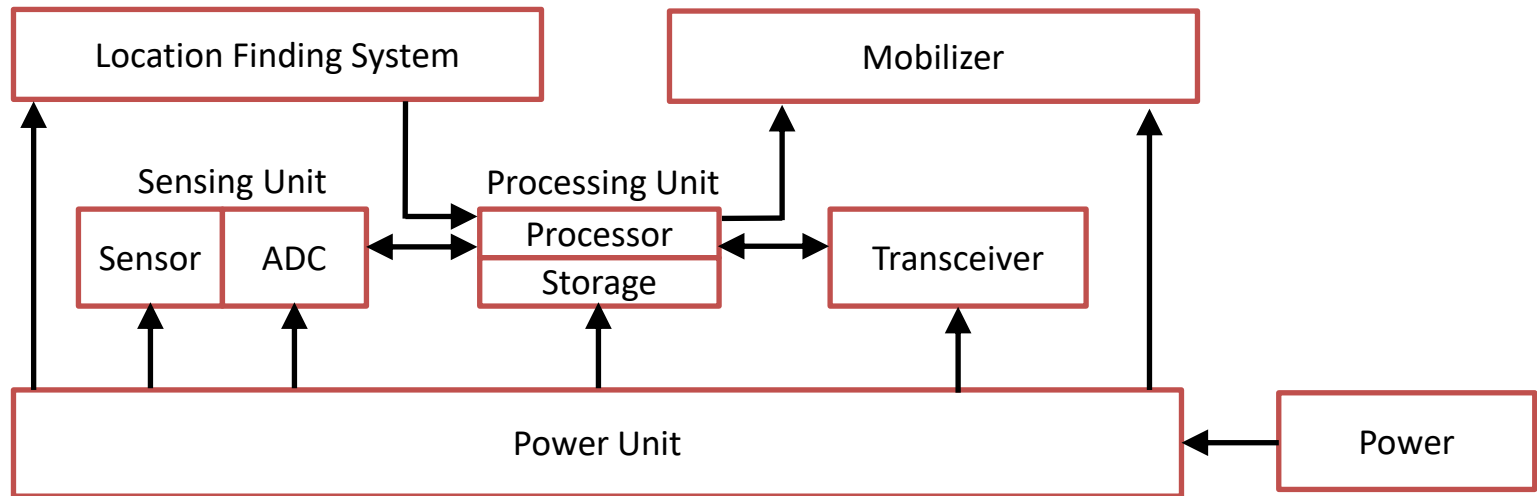 Location Finding System
Mobilizer
Sensing Unit
Processing Unit
Sensor
ADC
Processor
Storage
Transceiver
Power Unit
Power